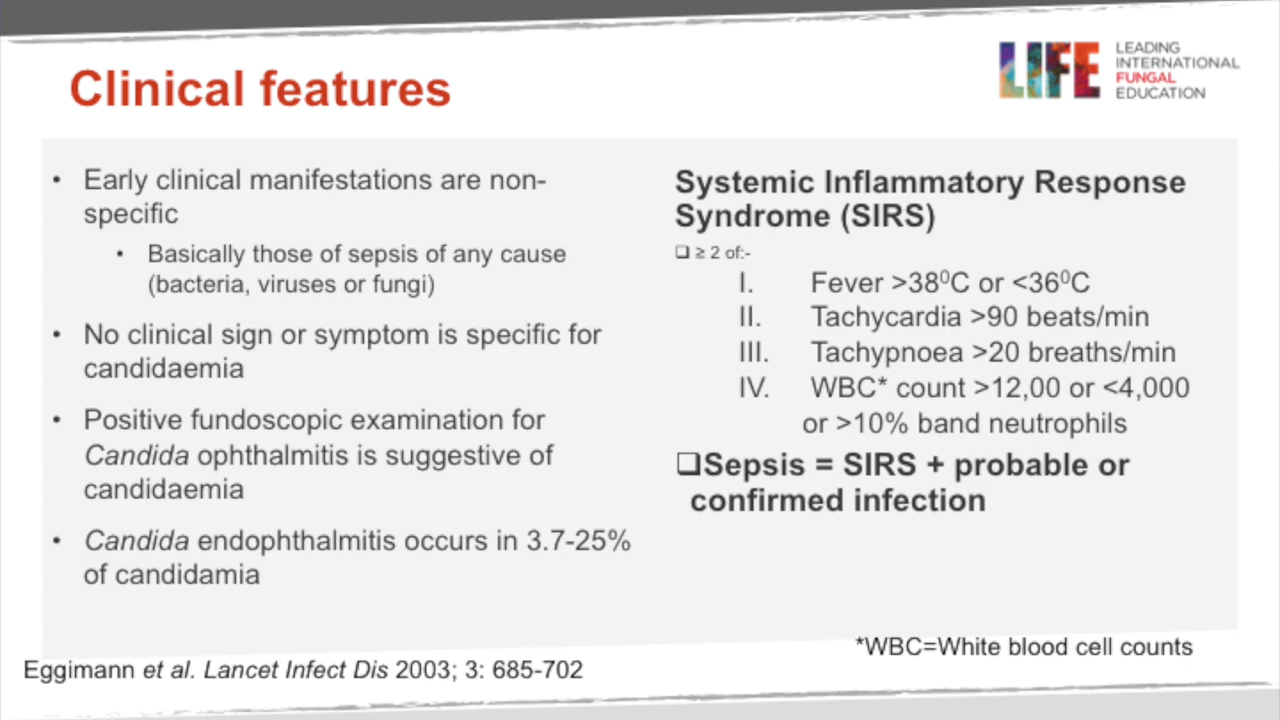 Clinical features
LIFE
LEADING
INTERNATIONAL
FUNGAL
EDUCATION
• Early clinical manifestations are non-
specific
• Basically those of sepsis of any cause
(bacteria, viruses or fungi)
• No clinical sign or symptom is specific for
candidaemia
• Positive fundoscopic examination for
Candida ophthalmitis is suggestive of
candidaemia
• Candida endophthalmitis occurs in 3.7-25%
of candidamia
Systemic Inflammatory Response
Syndrome (SIRS)
❑ ≥ 2 of:-
I. Fever >38⁰C or <36⁰C
II. Tachycardia >90 beats/min
III. Tachypnoea >20 breaths/min
IV. WBC* count >12,00 or <4,000
or >10% band neutrophils
❑Sepsis = SIRS + probable or
confirmed infection
*WBC=White blood cell counts
Eggimann et al. Lancet Infect Dis 2003; 3: 685-702